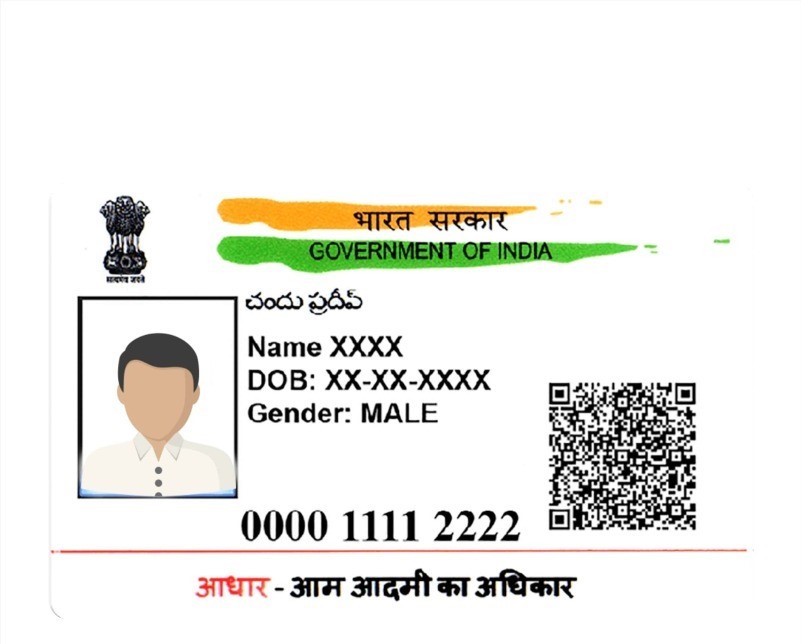 भारत सरकार
GOVERNMENT OF INDIA
सत्यमेव जयते
చందు ప్రదీప్
Name XXXX
DOB: XX-XX-XXXX
Gender: MALE
0000 1111 2222
आधार - आम आदमी का अधिकार